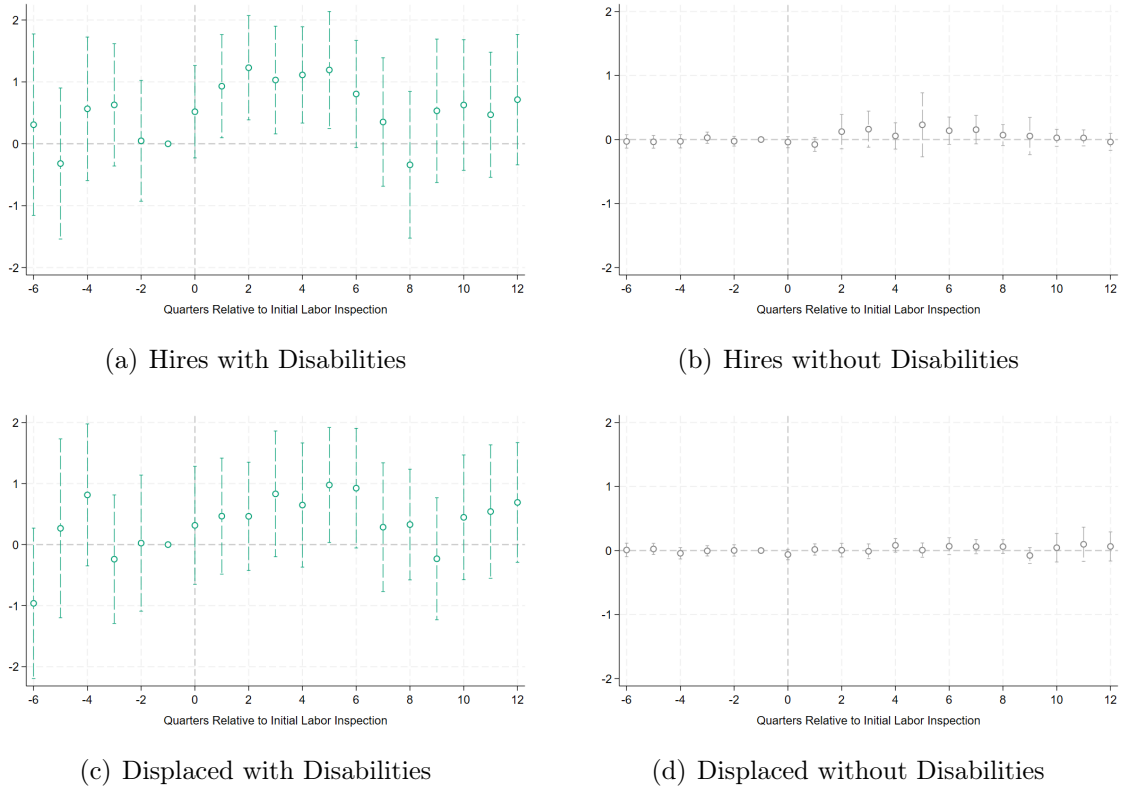 2
1
0
-1
-2
-6 -4 -2 0 2 4 6 8 10 12
Quarters Relative to Initial Labor Inspection
(a) Hires with Disabilities
2
1
0
-1
-2
-6 -4 -2 0 2 4 6 8 10 12
Quarters Relative to Initial Labor Inspection
(b) Hires without Disabilities
2
1
0
-1
-2
-6 -4 -2 0 2 4 6 8 10 12
Quarters Relative to Initial Labor Inspection
(c) Displaced with Disabilities
2
1
0
-1
-2
-6 -4 -2 0 2 4 6 8 10 12
Quarters Relative to Initial Labor Inspection
(d) Displaced without Disabilities